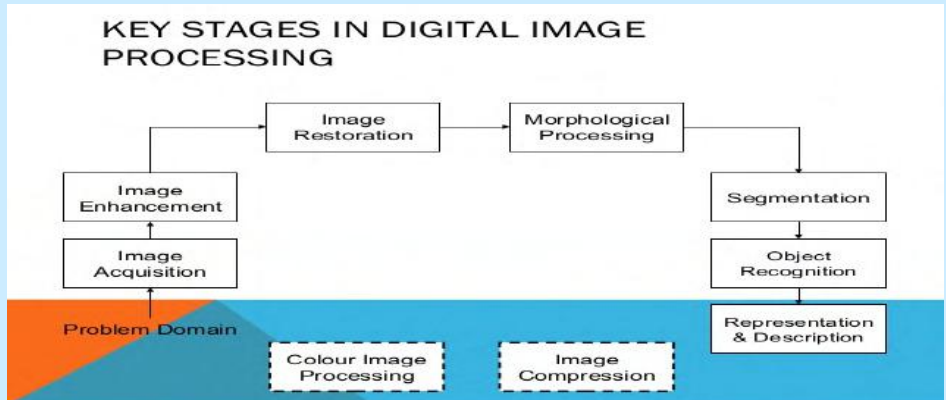 KEY STAGES IN DIGITAL IMAGE
PROCESSING
Image
Restoration
Morphological
Processing
Image
Enhancement
Segmentation
Image
Acquisition
Object
Recognition
Problem Domain
Representation
& Description
Colour Image
Processing
Image
Compression